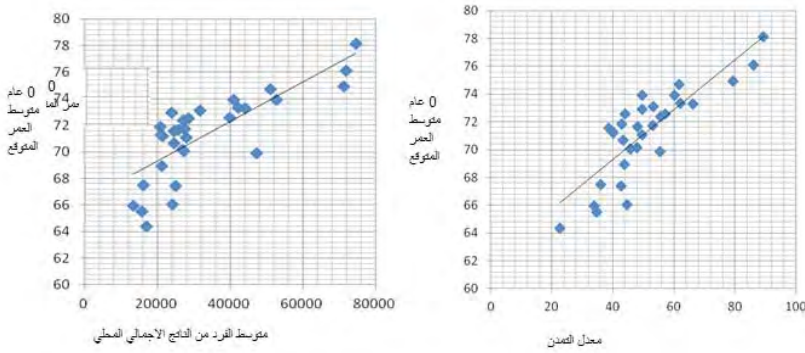 80
78
76
74
72
70
68
66
64
62
60
0 عام
متوسط
العمر
المتوقع
0
0 20000 40000 60000 80000
متوسط الفرد من الناتج الاجمالي المحلي
80
78
76
74
72
70
68
66
64
62
60
0 عام
متوسط
العمر
المتوقع
0 20 40 60 80 100
معدل التمدن